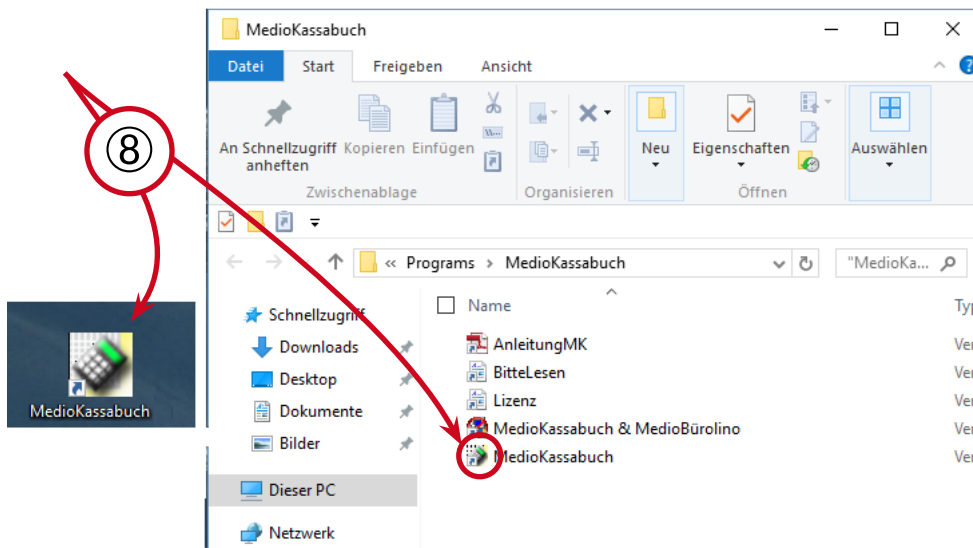 MedioKassabuch
Datei Start Freigeben Ansicht
An Schnellzugriff anheften
Kopieren
Einfügen
Neu
Eigenschaften
Auswählen
Zwischenablage
Organisieren
Öffnen
⑧
« Programs › MedioKassabuch
"MedioKa...
Schnellzugriff
Downloads
Desktop
Dokumente
Bilder
Dieser PC
Netzwerk
Name
Typ
AnleitungMK
Ver
BitteLesen
Ver
Lizenz
Ver
MedioKassabuch & MedioBürolino
Ver
MedioKassabuch
Ver
MedioKassabuch